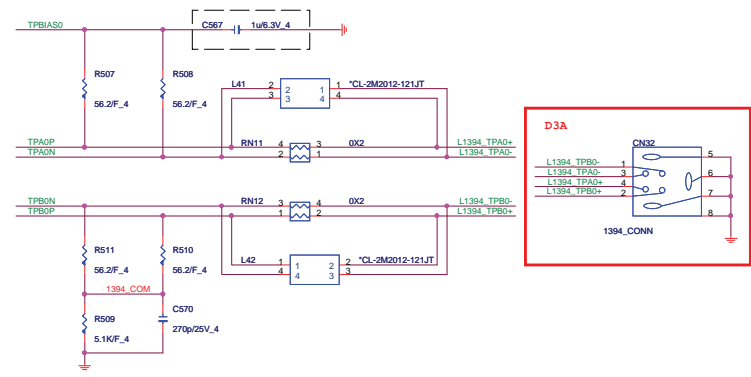 C567 1u/6.3V_4
TPBIAS0
R507 R508
L41 2 1 *CL-2M2012-121JT
2 1
3 4
3 4
56.2/F_4 56.2/F_4
D3A
TPA0P RN11 4 3 0X2 L1394_TPA0+
TPA0N 2 1 L1394_TPA0-
CN32
L1394_TPB0- 1 5
L1394_TPA0- 3 6
L1394_TPA0+ 4
L1394_TPB0+ 2 7
8
1394_CONN
TPB0N RN12 3 4 0X2 L1394_TPB0-
TPB0P 1 2 L1394_TPB0+
R511 R510
56.2/F_4 56.2/F_4
L42 1 2 *CL-2M2012-121JT
1 2
4 3
4 3
1394_COM
R509 C570
5.1K/F_4 270p/25V_4